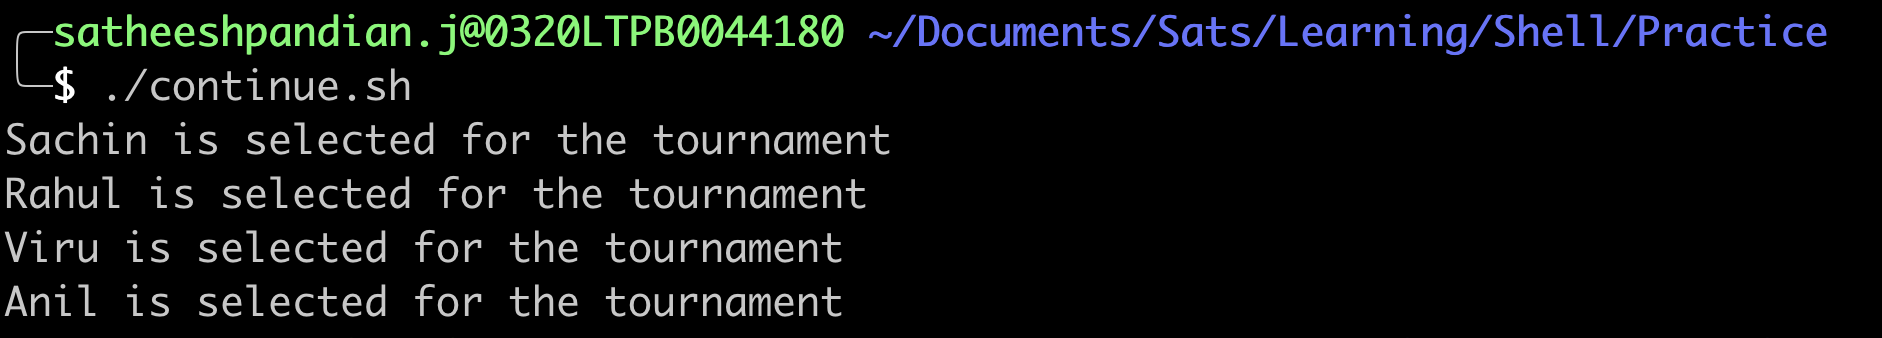 satheeshpandian.j@0320LTPB0044180 ~/Documents/Sats/Learning/Shell/Practice
$ ./continue.sh
Sachin is selected for the tournament
Rahul is selected for the tournament
Viru is selected for the tournament
Anil is selected for the tournament